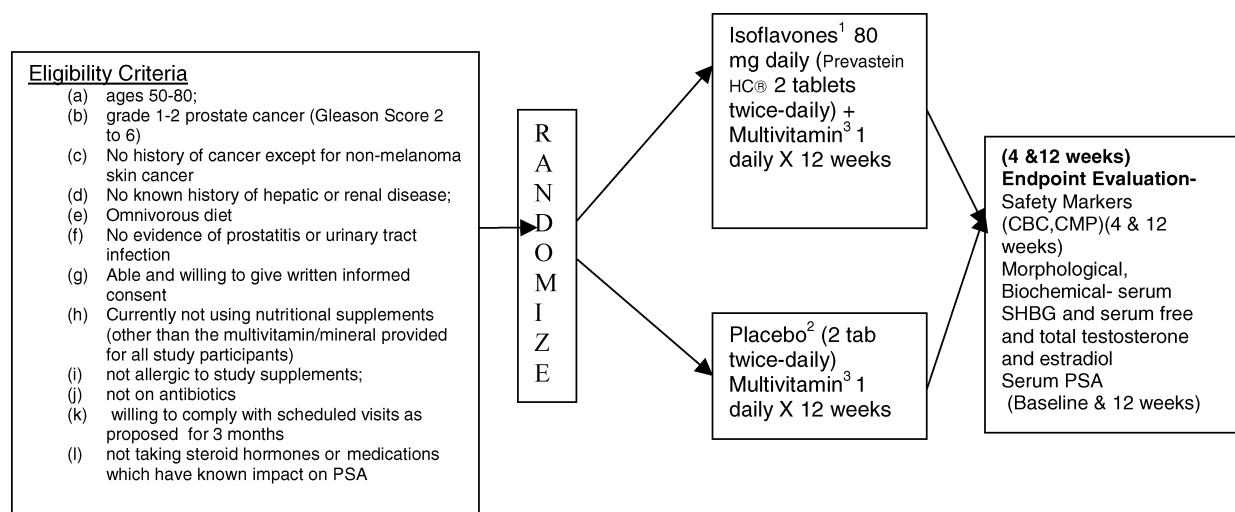 Eligibility Criteria
(a) ages 50-80;
(b) grade 1-2 prostate cancer (Gleason Score 2
to 6)
(c) No history of cancer except for non-melanoma
skin cancer
(d) No known history of hepatic or renal disease;
(e) Omnivorous diet
(f) No evidence of prostatitis or urinary tract
infection
(g) Able and willing to give written informed
consent
(h) Currently not using nutritional supplements
(other than the multivitamin/mineral provided
for all study participants)
(i) not allergic to study supplements;
(j) not on antibiotics
(k) willing to comply with scheduled visits as
proposed for 3 months
(l) not taking steroid hormones or medications
which have known impact on PSA
R
A
N
D
O
M
I
Z
E
Isoflavones¹ 80
mg daily (Prevastein
HC® 2 tablets
twice-daily) +
Multivitamin³ 1
daily X 12 weeks
Placebo² (2 tab
twice-daily)
Multivitamin³ 1
daily X 12 weeks
(4 &12 weeks)
Endpoint Evaluation-
Safety Markers
(CBC,CMP)(4 & 12
weeks)
Morphological,
Biochemical- serum
SHBG and serum free
and total testosterone
and estradiol
Serum PSA
(Baseline & 12 weeks)